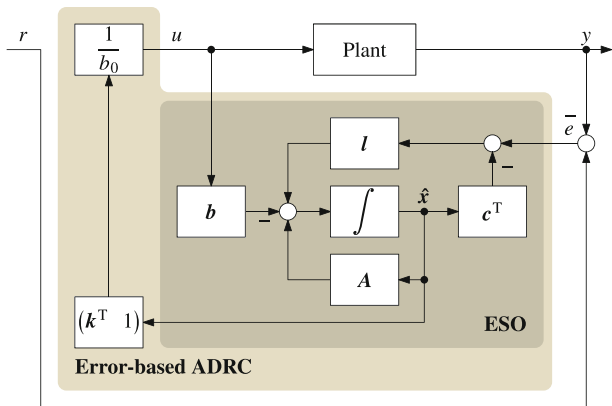 r
1/b₀
u
Plant
y
−
e
l
−
b
−
∫
x̂
cᵀ
A
(kᵀ 1)
ESO
Error-based ADRC